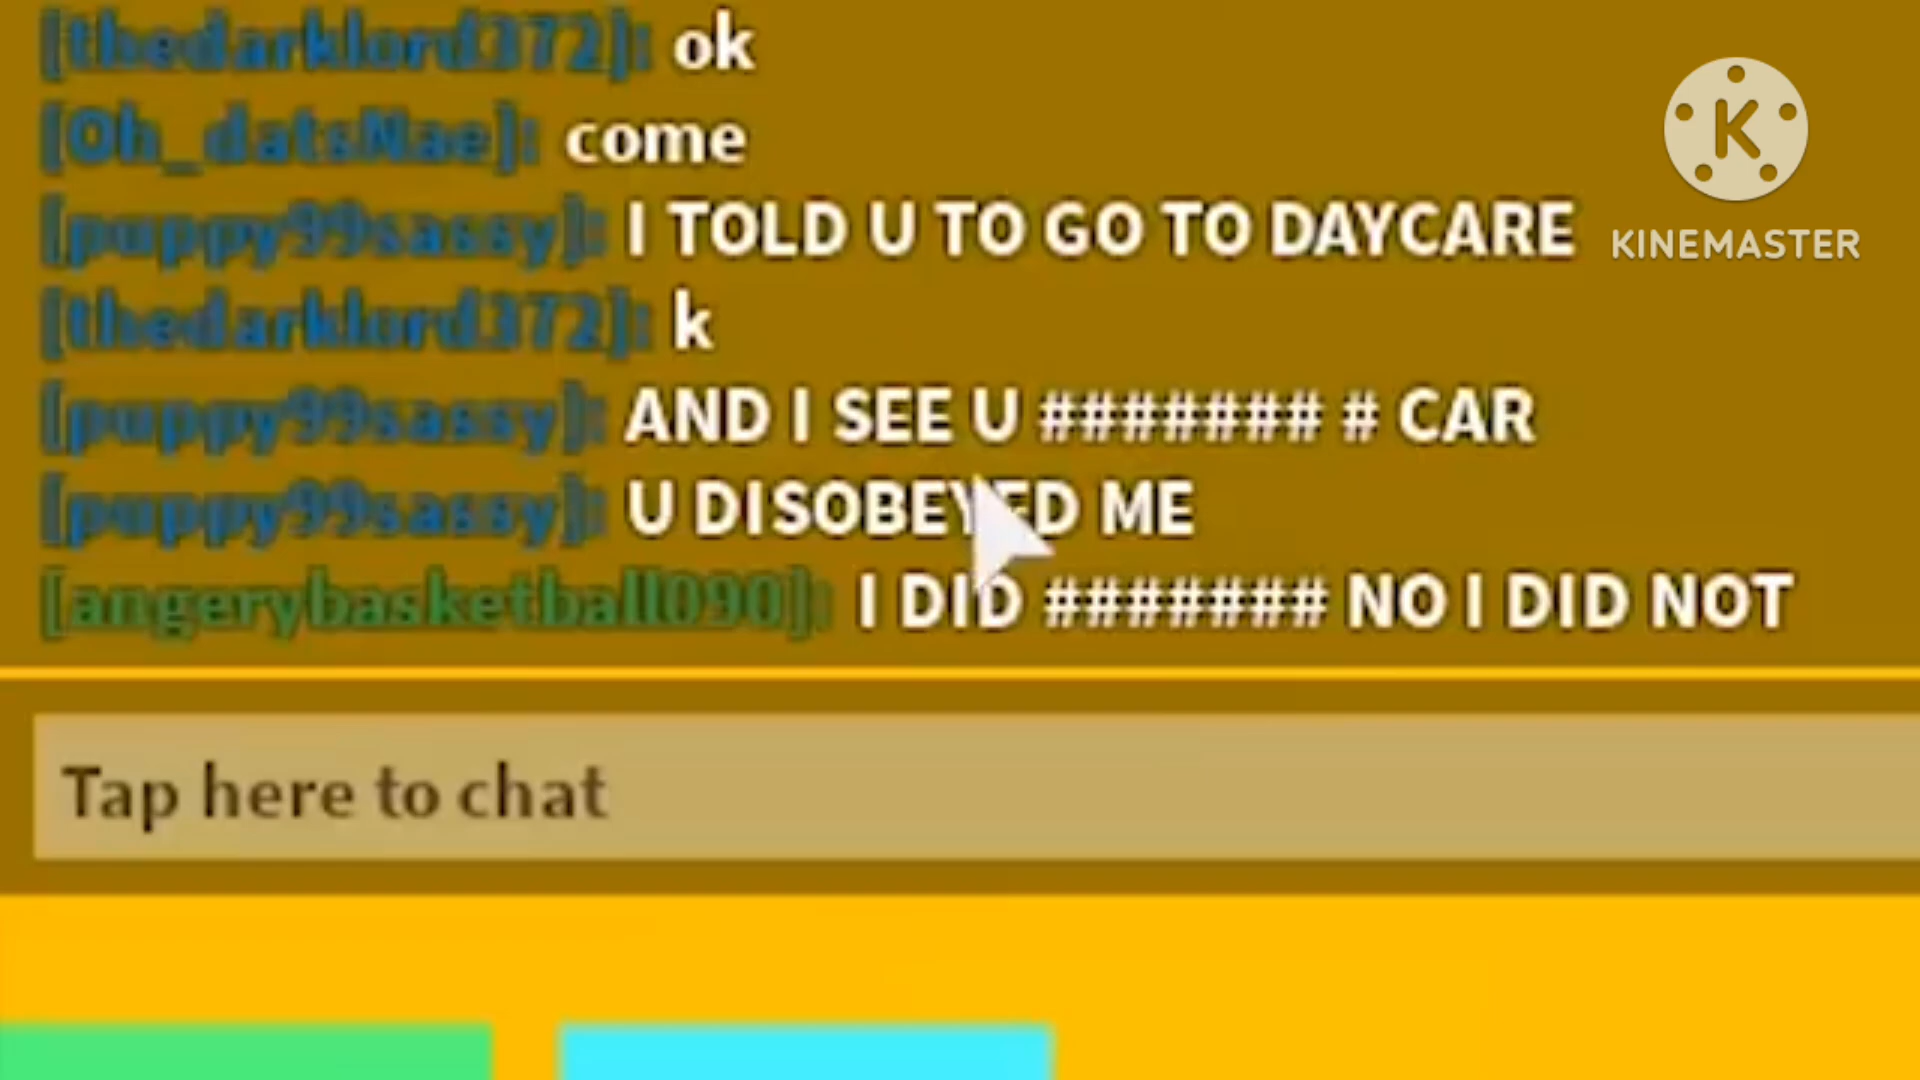 [thedarklord372]: ok
[Oh_datsNae]: come
[puppy99sassy]: I TOLD U TO GO TO DAYCARE
[thedarklord372]: k
[puppy99sassy]: AND I SEE U ####### # CAR
[puppy99sassy]: U DISOBEYED ME
[angerybasketball090]: I DID ####### NO I DID NOT
Tap here to chat
K
KINEMASTER